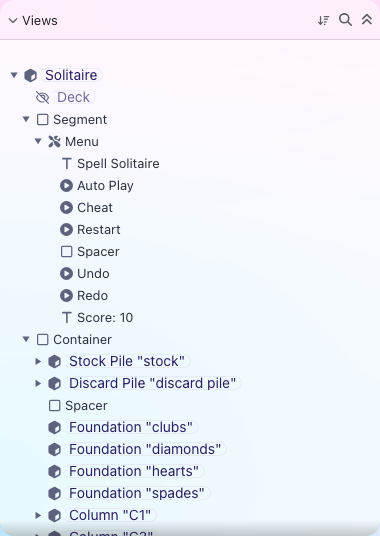 Views
Solitaire
Deck
Segment
Menu
Spell Solitaire
Auto Play
Cheat
Restart
Spacer
Undo
Redo
Score: 10
Container
Stock Pile "stock"
Discard Pile "discard pile"
Spacer
Foundation "clubs"
Foundation "diamonds"
Foundation "hearts"
Foundation "spades"
Column "C1"